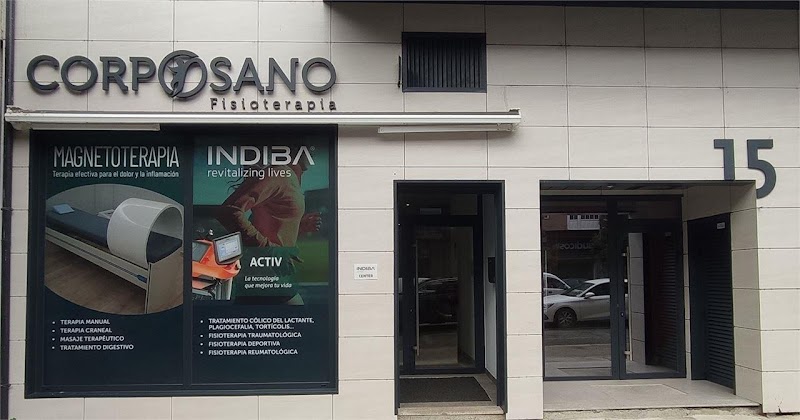 CORPOSANO
Fisioterapia
MAGNETOTERAPIA
Terapia efectiva para el dolor y la inflamación
• TERAPIA MANUAL
• TERAPIA CRANEAL
• MASAJE TERAPÉUTICO
• TRATAMIENTO DIGESTIVO
INDIBA®
revitalizing lives
ACTIV
La tecnología
que mejora tu vida
• TRATAMIENTO CÓLICO DEL LACTANTE,
PLAGIOCEFALIA, TORTÍCOLIS...
• FISIOTERAPIA TRAUMATOLÓGICA
• FISIOTERAPIA DEPORTIVA
• FISIOTERAPIA REUMATOLÓGICA
INDIBA
CENTER
15